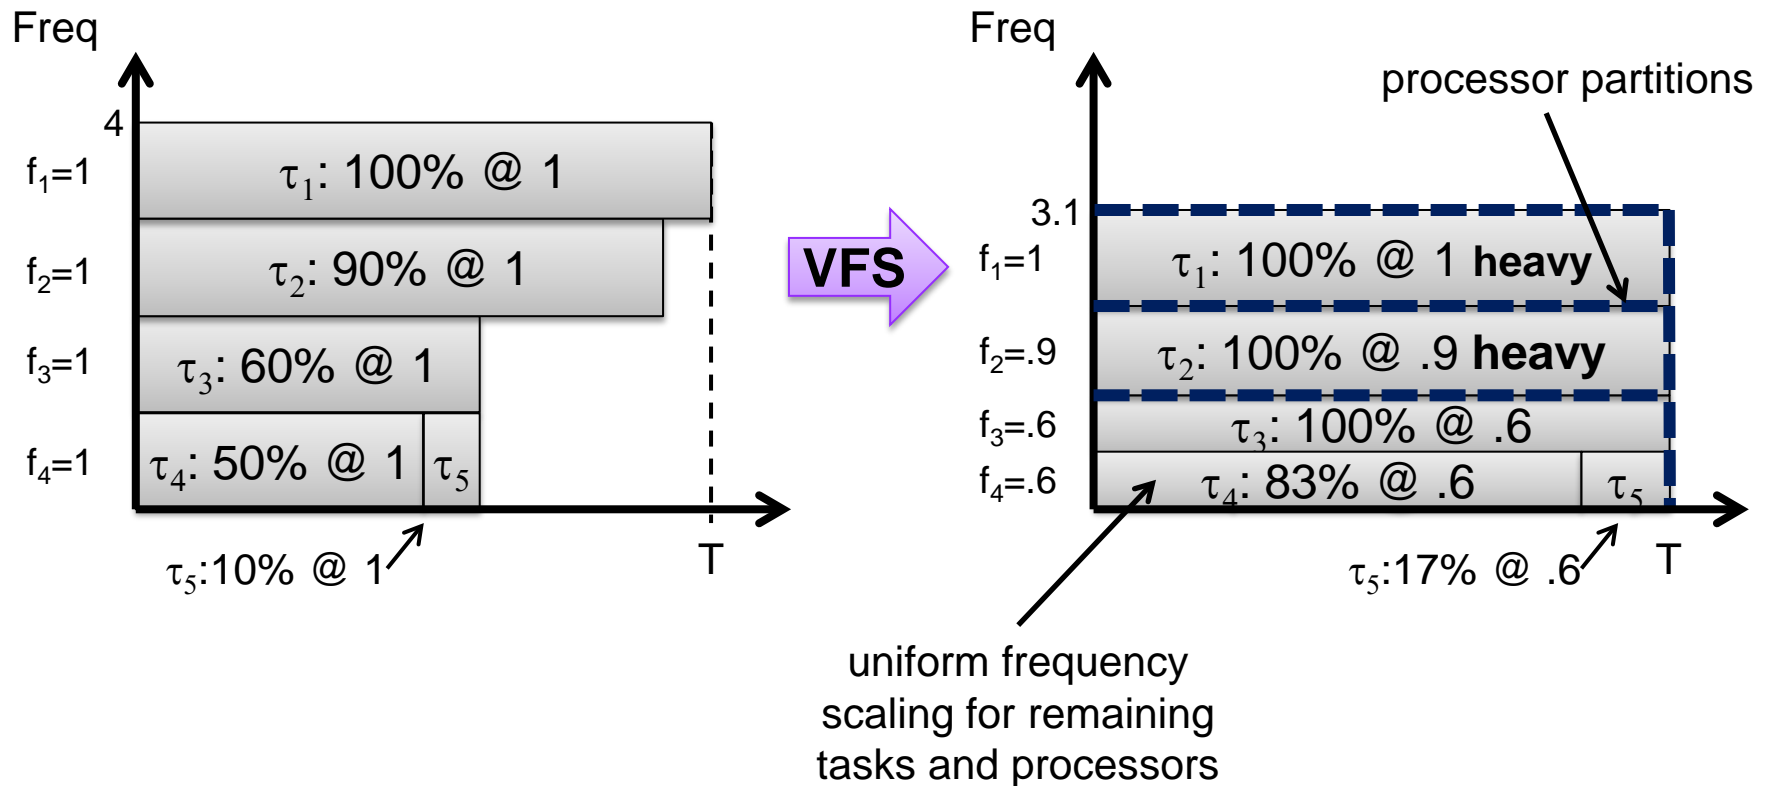 Freq
4
f1=1
τ1: 100% @ 1
f2=1
τ2: 90% @ 1
f3=1
τ3: 60% @ 1
f4=1
τ4: 50% @ 1
τ5
τ5:10% @ 1
T
VFS
Freq
processor partitions
3.1
f1=1
τ1: 100% @ 1 heavy
f2=.9
τ2: 100% @ .9 heavy
f3=.6
τ3: 100% @ .6
f4=.6
τ4: 83% @ .6
τ5
τ5:17% @ .6
T
uniform frequency
scaling for remaining
tasks and processors